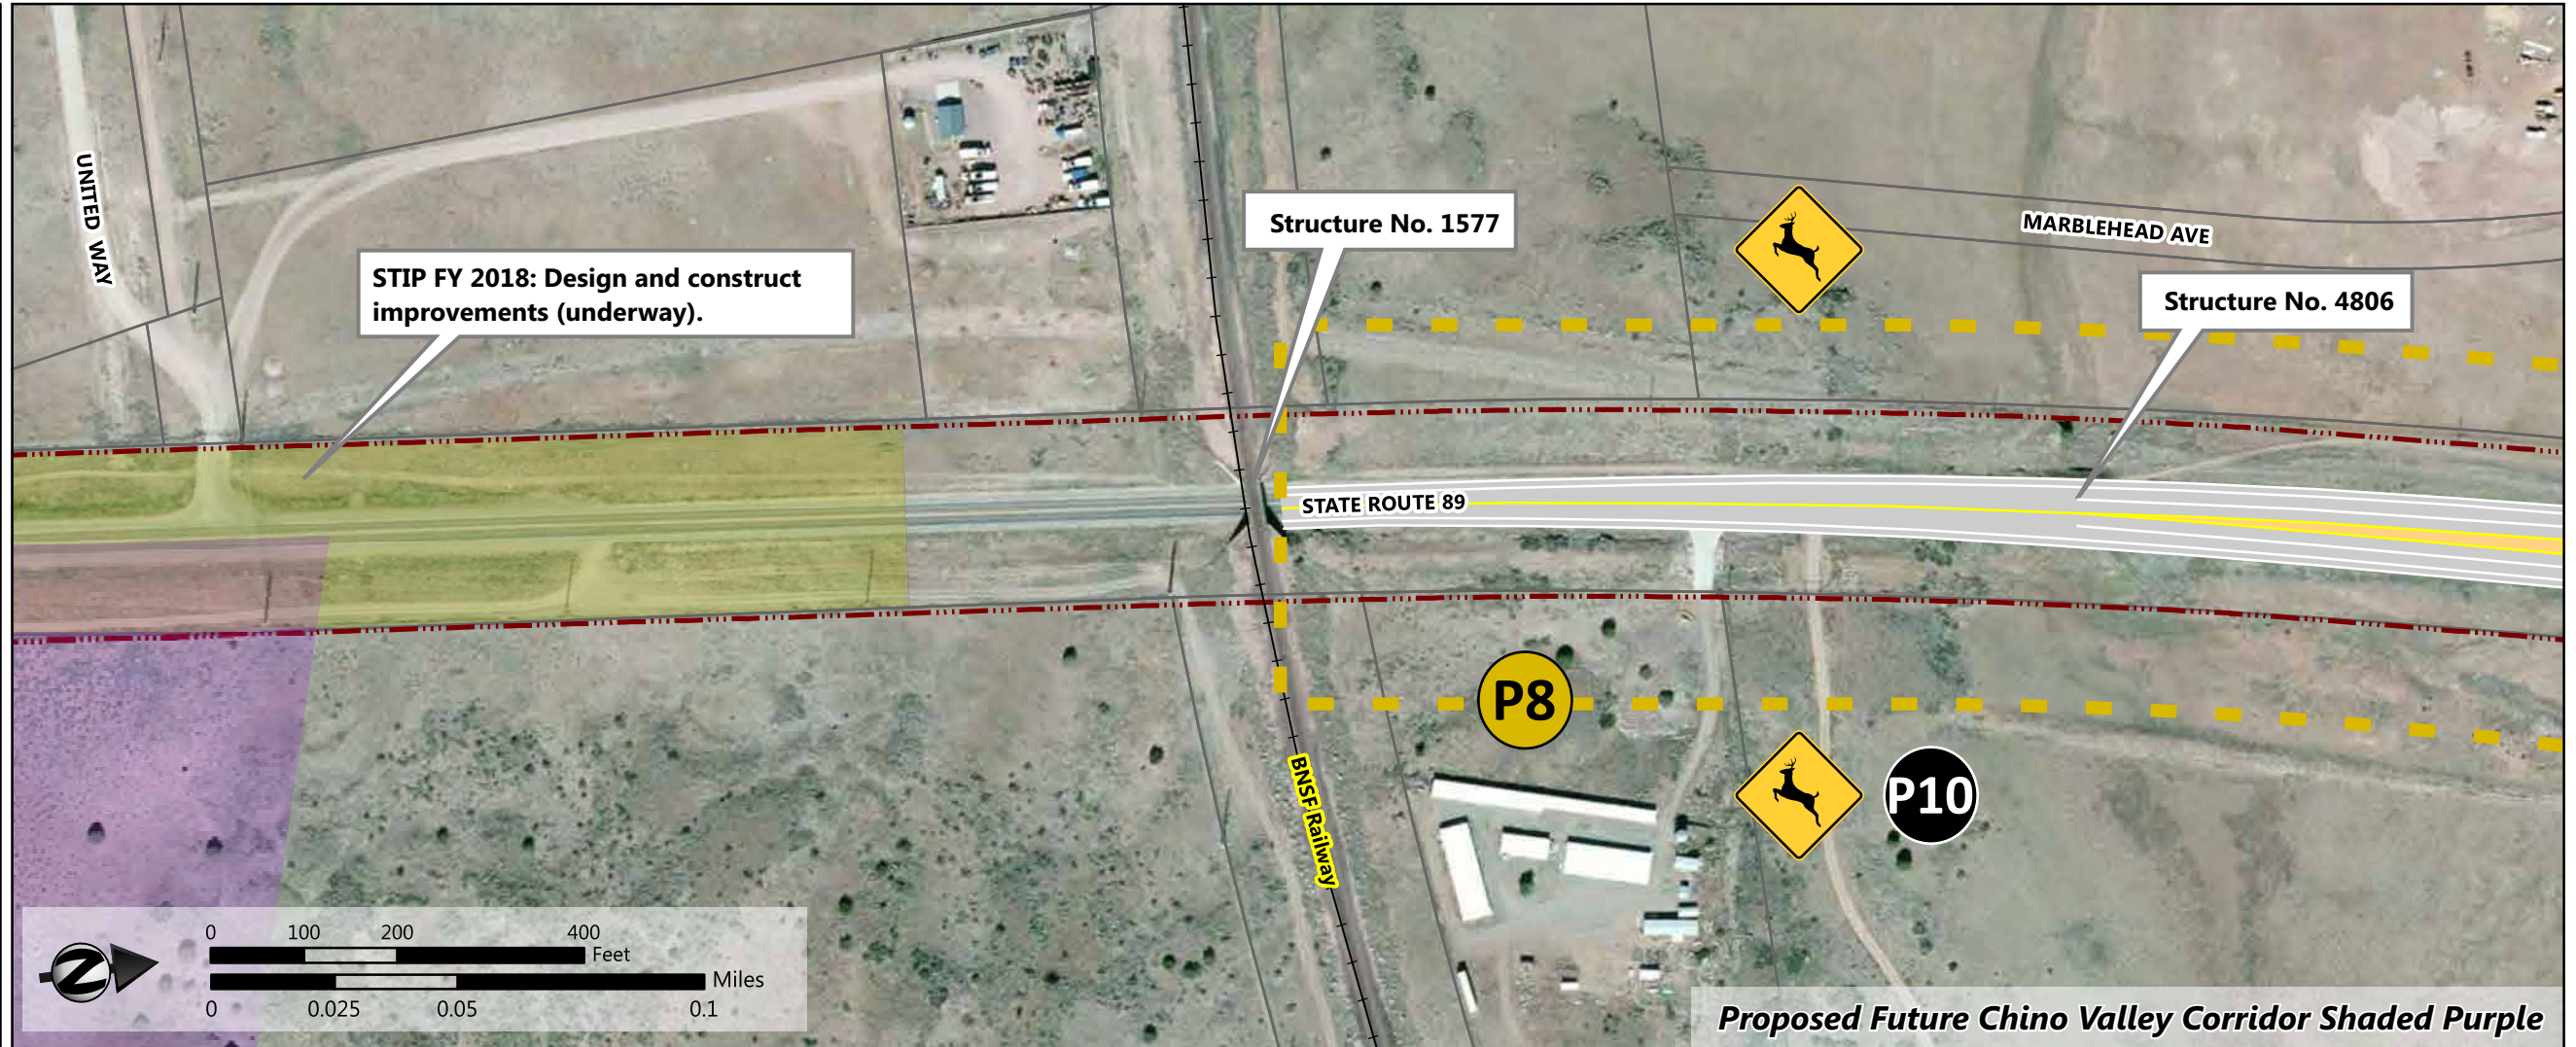 UNITED WAY
STIP FY 2018: Design and construct
improvements (underway).
Structure No. 1577
MARBLEHEAD AVE
Structure No. 4806
STATE ROUTE 89
P8
P10
BNSF Railway
0 100 200 400
Feet
Miles
0 0.025 0.05 0.1
Z
Proposed Future Chino Valley Corridor Shaded Purple